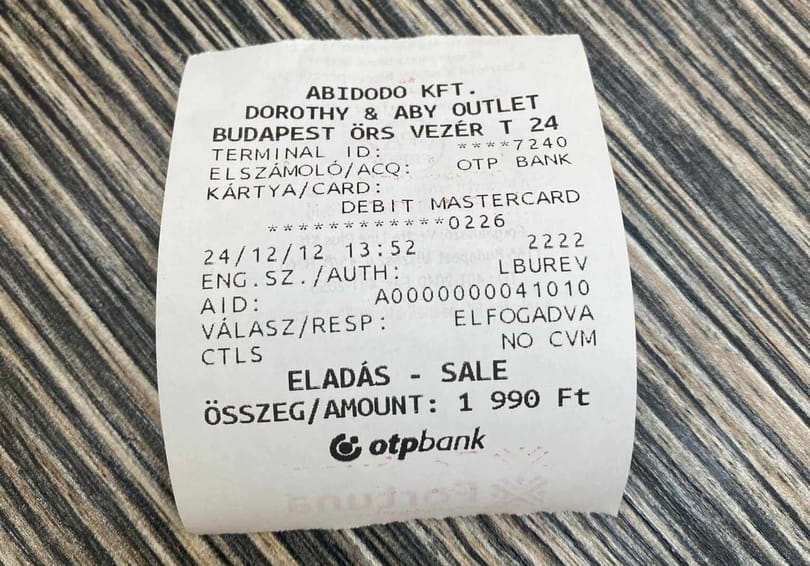 ABIDODO KFT.
DOROTHY & ABY OUTLET
BUDAPEST ÖRS VEZÉR T 24
TERMINAL ID: ****7240
ELSZÁMOLÓ/ACQ: OTP BANK
KÁRTYA/CARD:
DEBIT MASTERCARD
************0226
24/12/12 13:52 2222
ENG.SZ./AUTH: LBUREV
AID: A0000000041010
VÁLASZ/RESP: ELFOGADVA
CTLS NO CVM
ELADÁS - SALE
ÖSSZEG/AMOUNT: 1 990 Ft
otpbank